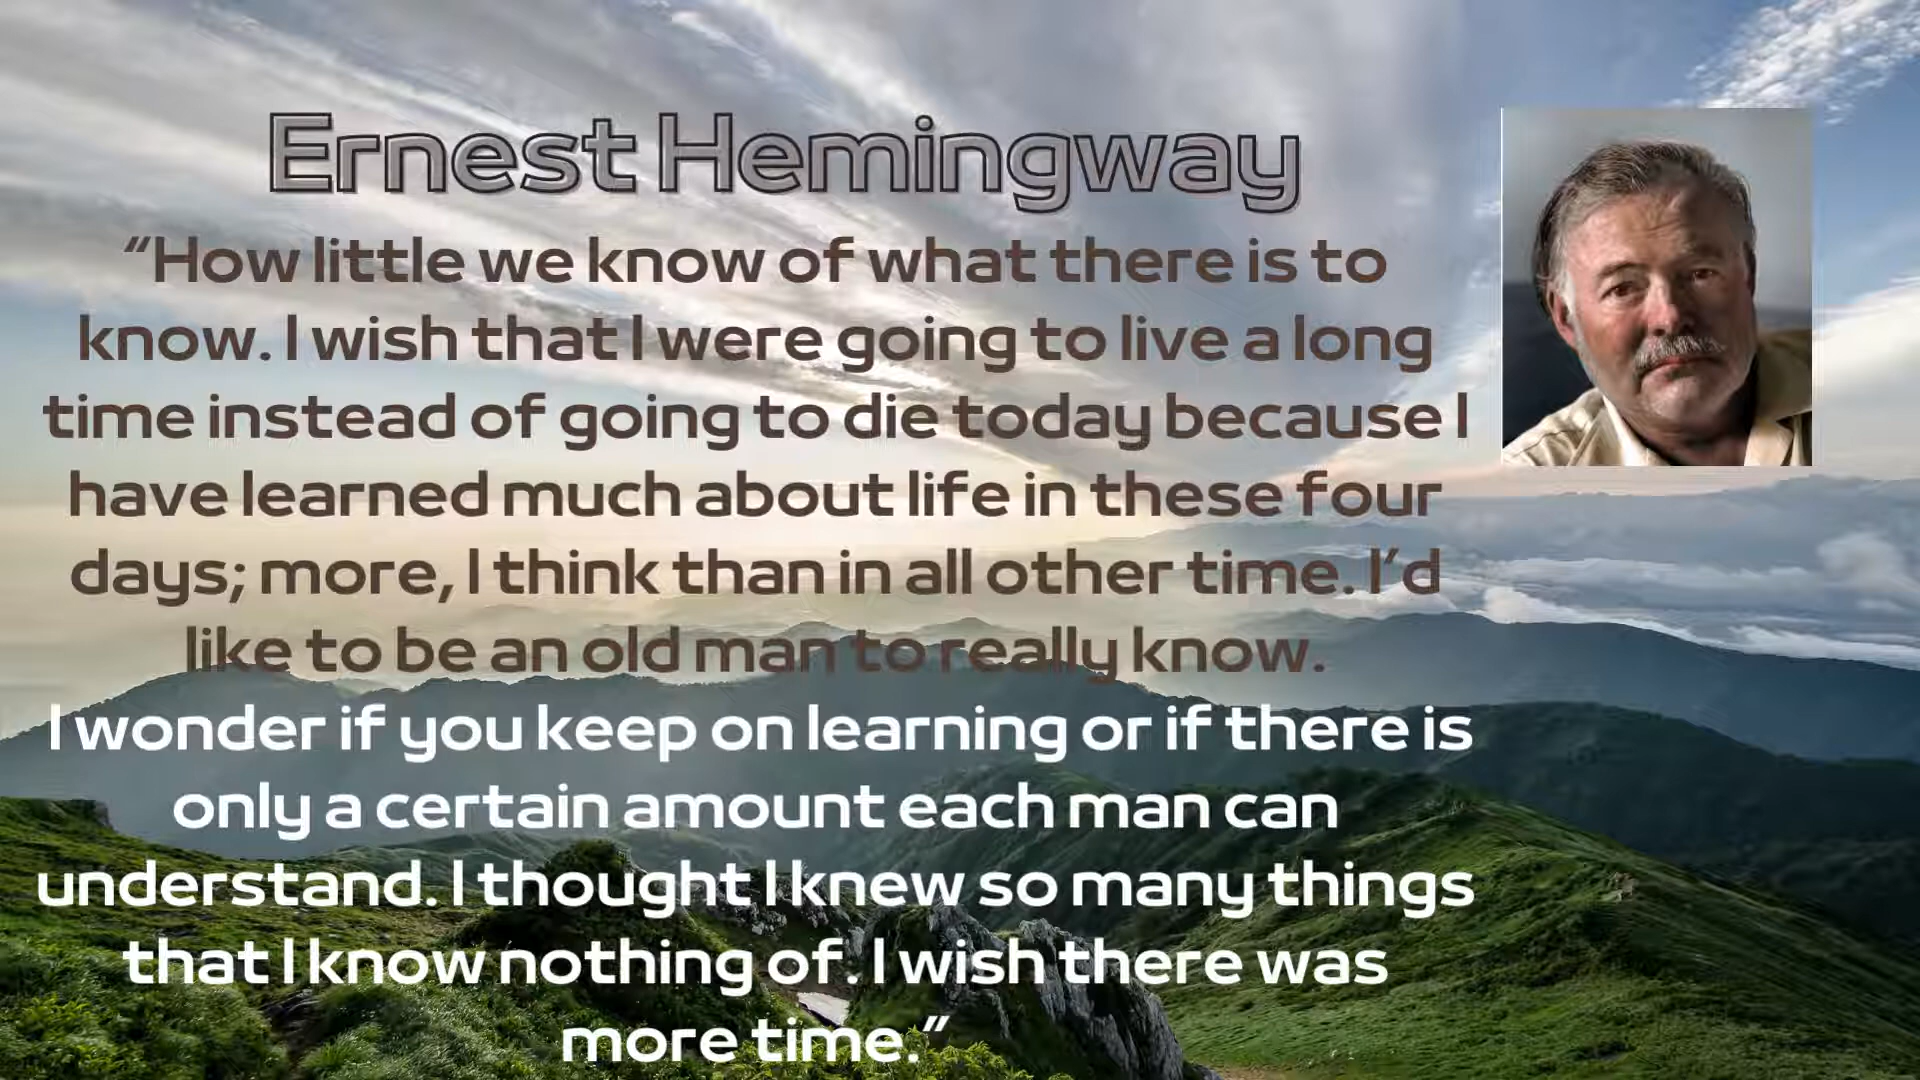 Ernest Hemingway
“How little we know of what there is to
know. I wish that I were going to live a long
time instead of going to die today because I
have learned much about life in these four
days; more, I think than in all other time. I’d
like to be an old man to really know.
I wonder if you keep on learning or if there is
only a certain amount each man can
understand. I thought I knew so many things
that I know nothing of. I wish there was
more time.”